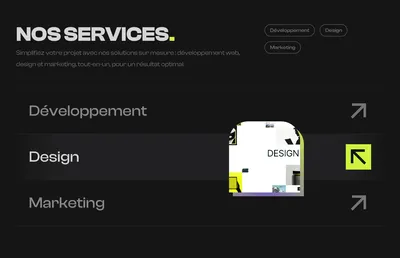 NOS SERVICES.
Simplifiez votre projet avec nos solutions sur mesure : développement web,
design et marketing, tout-en-un, pour un résultat optimal
Développement
Design
Marketing
Développement
Design
DESIGN
Marketing